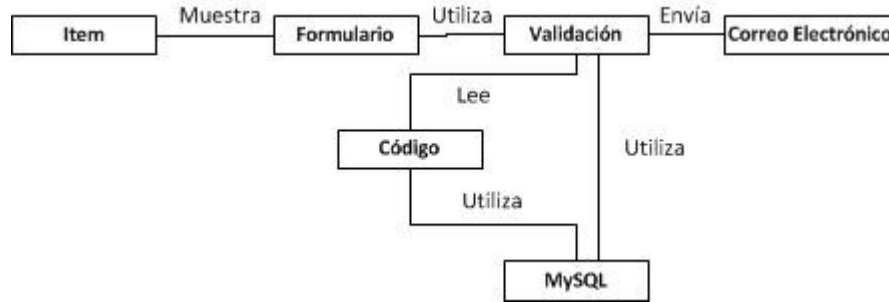 Muestra
Utiliza
Envía
Item
Formulario
Validación
Correo Electrónico
Lee
Código
Utiliza
Utiliza
MySQL